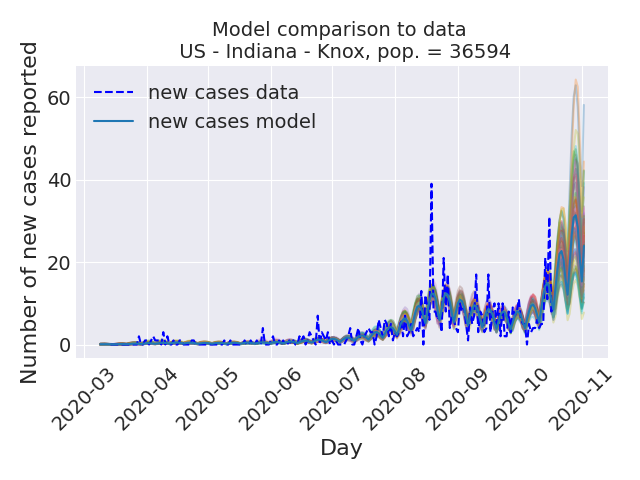 Model comparison to data
US - Indiana - Knox, pop. = 36594
Number of new cases reported
60
40
20
0
new cases data
new cases model
2020-03
2020-04
2020-05
2020-06
2020-07
2020-08
2020-09
2020-10
2020-11
Day